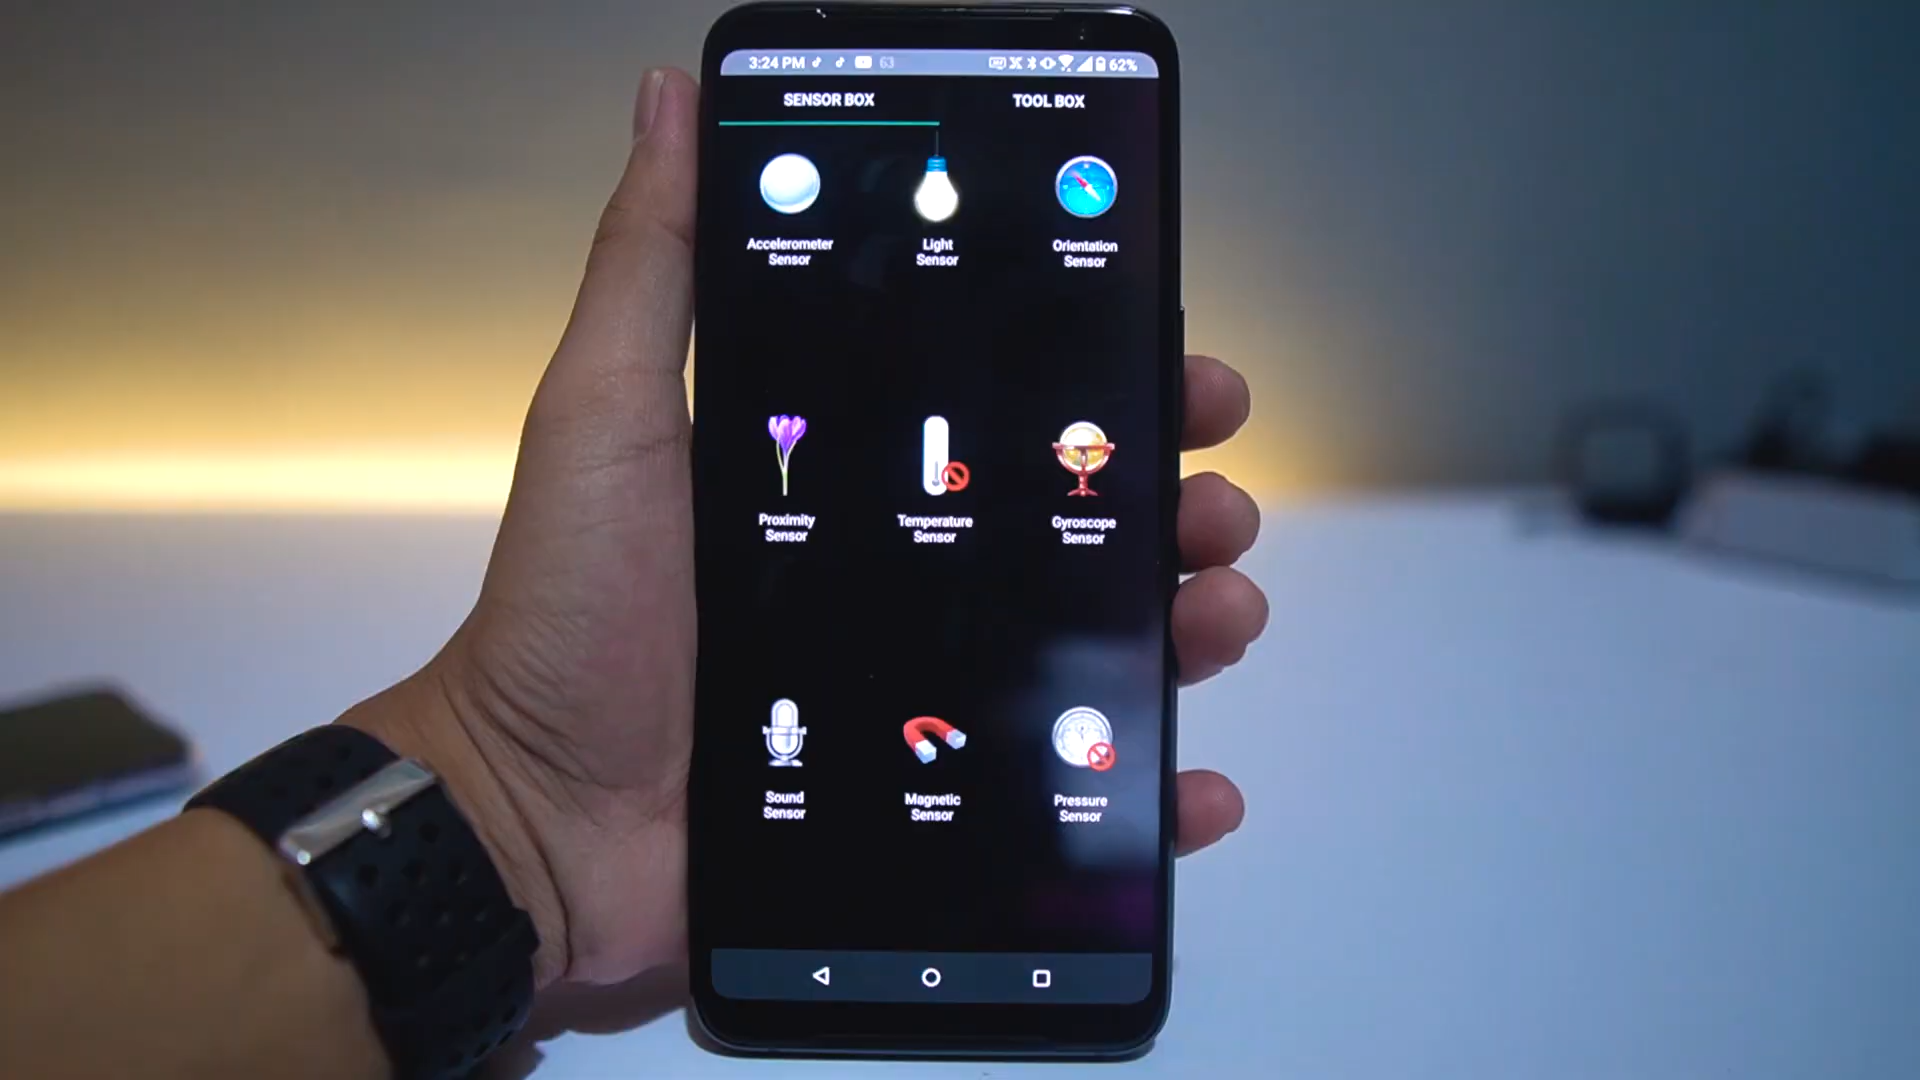 3:24 PM 63 62%
SENSOR BOX TOOL BOX
Accelerometer
Sensor
Light
Sensor
Orientation
Sensor
Proximity
Sensor
Temperature
Sensor
Gyroscope
Sensor
Sound
Sensor
Magnetic
Sensor
Pressure
Sensor